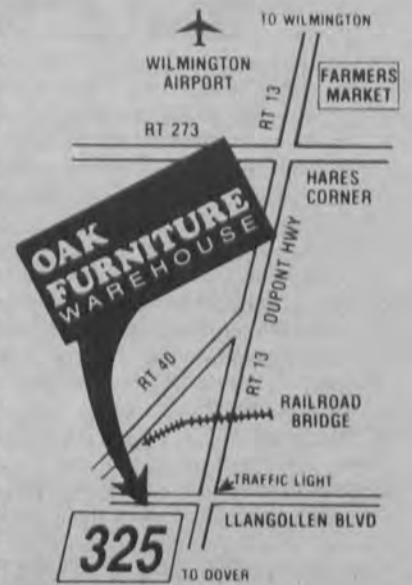 TO WILMINGTON
WILMINGTON
AIRPORT
RT 13
FARMERS
MARKET
RT 273
HARES
CORNER
OAK
FURNITURE
WAREHOUSE
DUPONT HWY
RT 40
RT 13
RAILROAD
BRIDGE
TRAFFIC LIGHT
LLANGOLLEN BLVD
325
TO DOVER